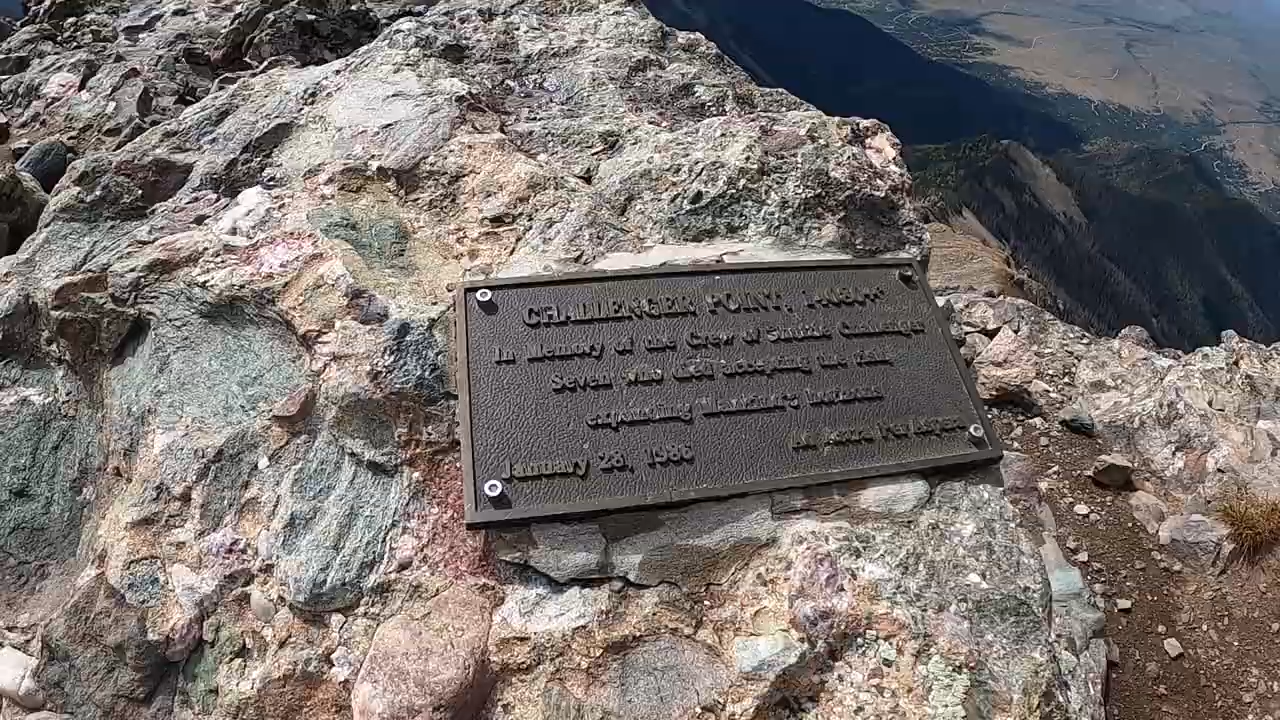 CHALLENGER POINT, 14080+'
In Memory of the Crew of Shuttle Challenger
Seven who died accepting the risk,
expanding Mankind's horizons
January 28, 1986 Ad Astra Per Aspera